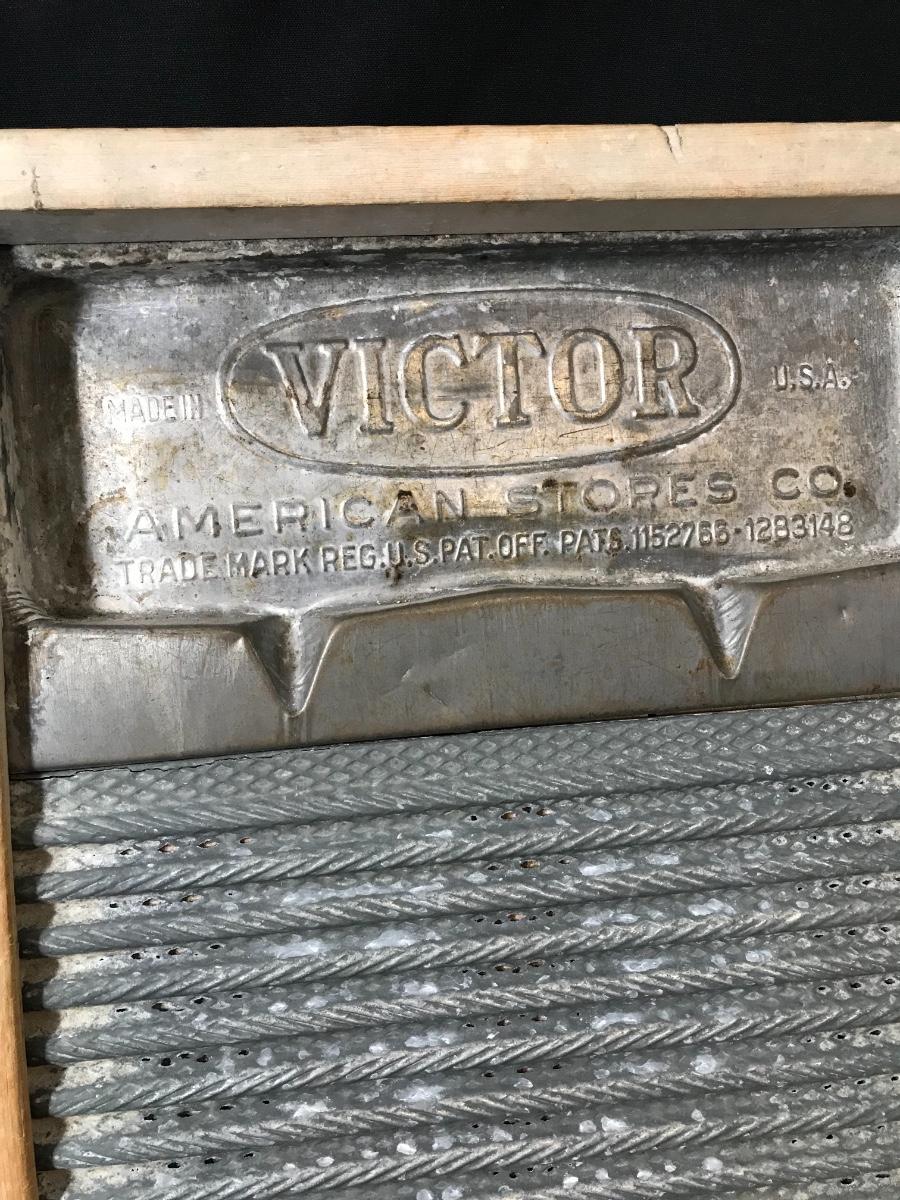 VICTOR
MADE IN U.S.A.
AMERICAN STORES CO.
TRADE MARK REG. U.S. PAT. OFF. PATS. 1152766-1283148